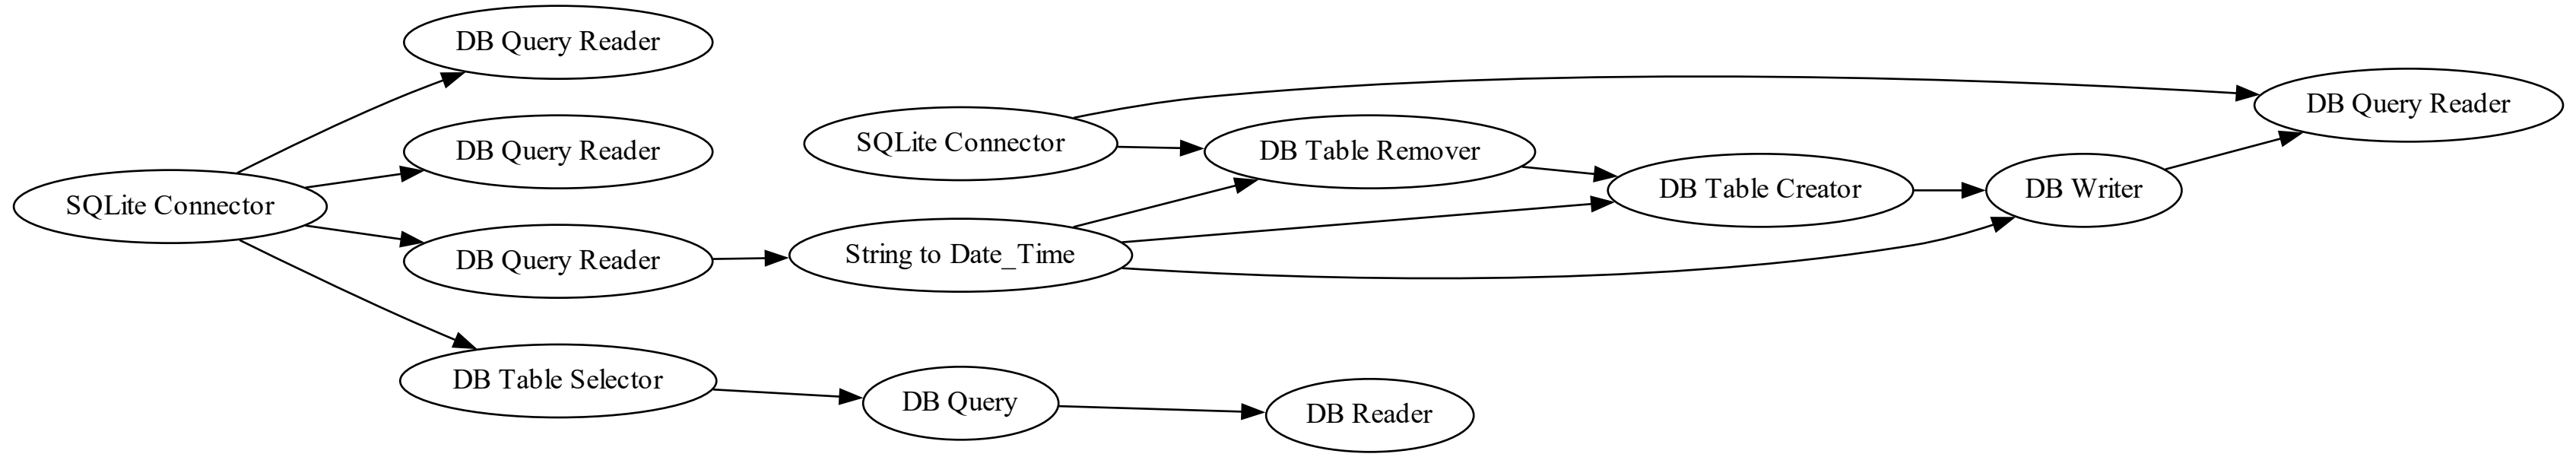 DB Query Reader
DB Query Reader
SQLite Connector
DB Query Reader
DB Table Selector
SQLite Connector
String to Date_Time
DB Query
DB Table Remover
DB Reader
DB Table Creator
DB Writer
DB Query Reader